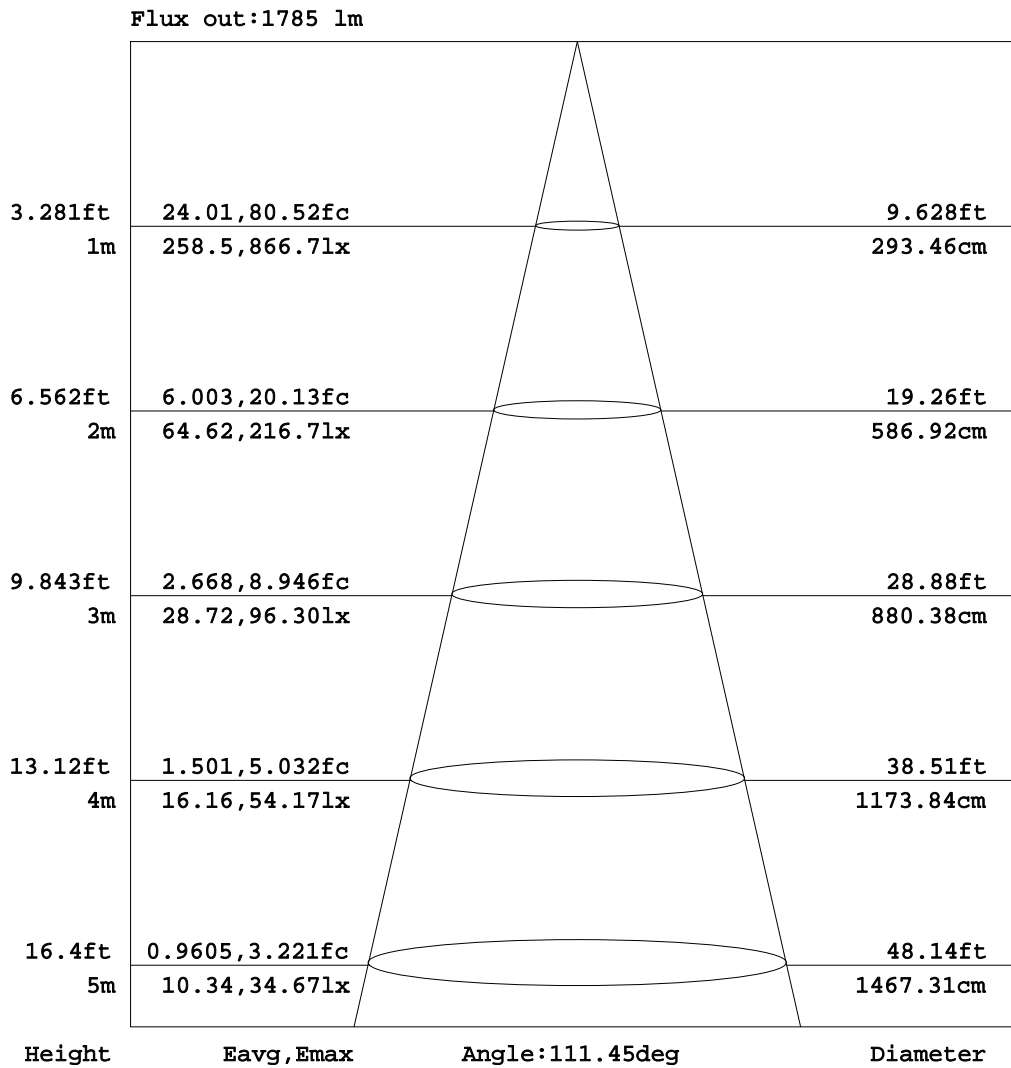 Flux out:1785 lm
3.281ft 24.01,80.52fc 9.628ft
1m 258.5,866.7lx 293.46cm
6.562ft 6.003,20.13fc 19.26ft
2m 64.62,216.7lx 586.92cm
9.843ft 2.668,8.946fc 28.88ft
3m 28.72,96.30lx 880.38cm
13.12ft 1.501,5.032fc 38.51ft
4m 16.16,54.17lx 1173.84cm
16.4ft 0.9605,3.221fc 48.14ft
5m 10.34,34.67lx 1467.31cm
Height Eavg,Emax Angle:111.45deg Diameter